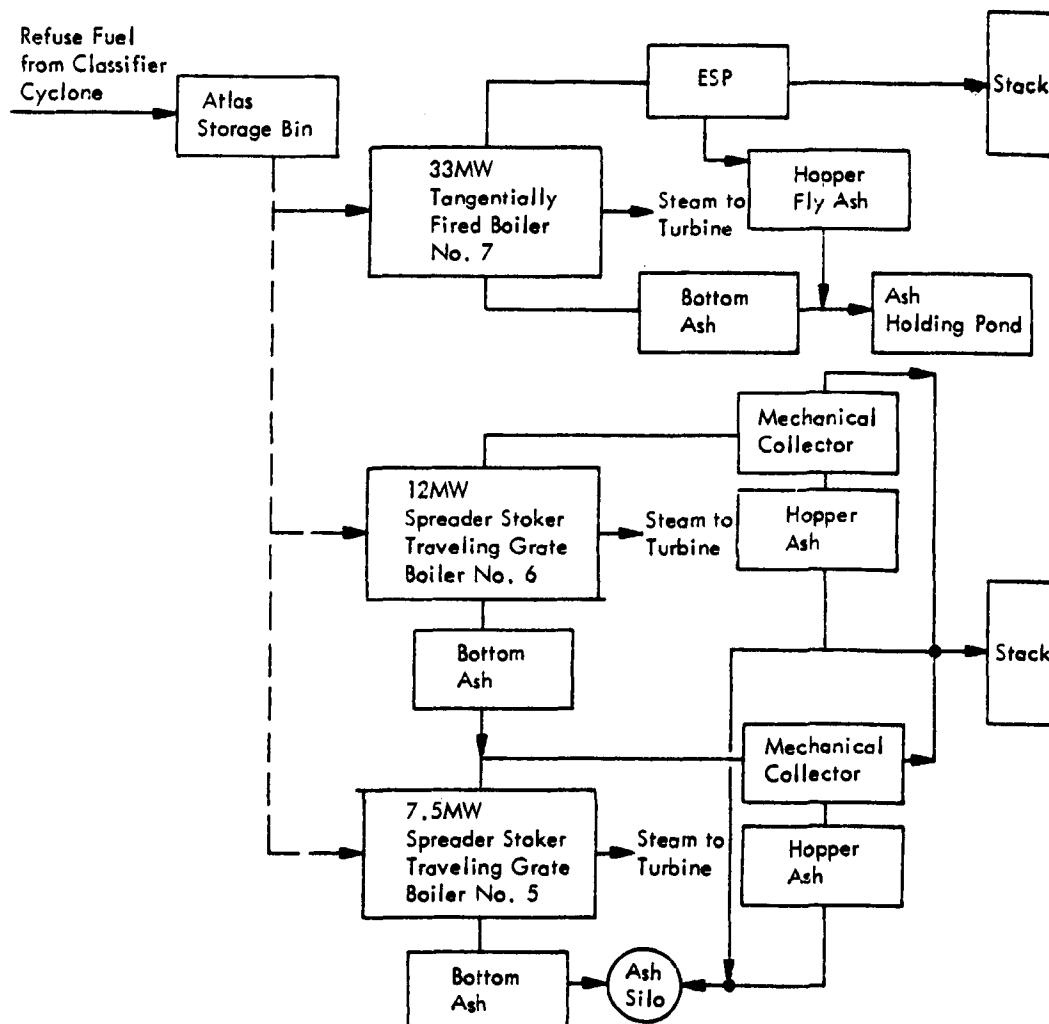 Refuse Fuel
from Classifier
Cyclone
Atlas
Storage Bin
ESP
Stack
33MW
Tangentially
Fired Boiler
No. 7
Steam to
Turbine
Hopper
Fly Ash
Bottom
Ash
Ash
Holding Pond
Mechanical
Collector
12MW
Spreader Stoker
Traveling Grate
Boiler No. 6
Steam to
Turbine
Hopper
Ash
Bottom
Ash
Stack
Mechanical
Collector
7.5MW
Spreader Stoker
Traveling Grate
Boiler No. 5
Steam to
Turbine
Hopper
Ash
Bottom
Ash
Ash
Silo